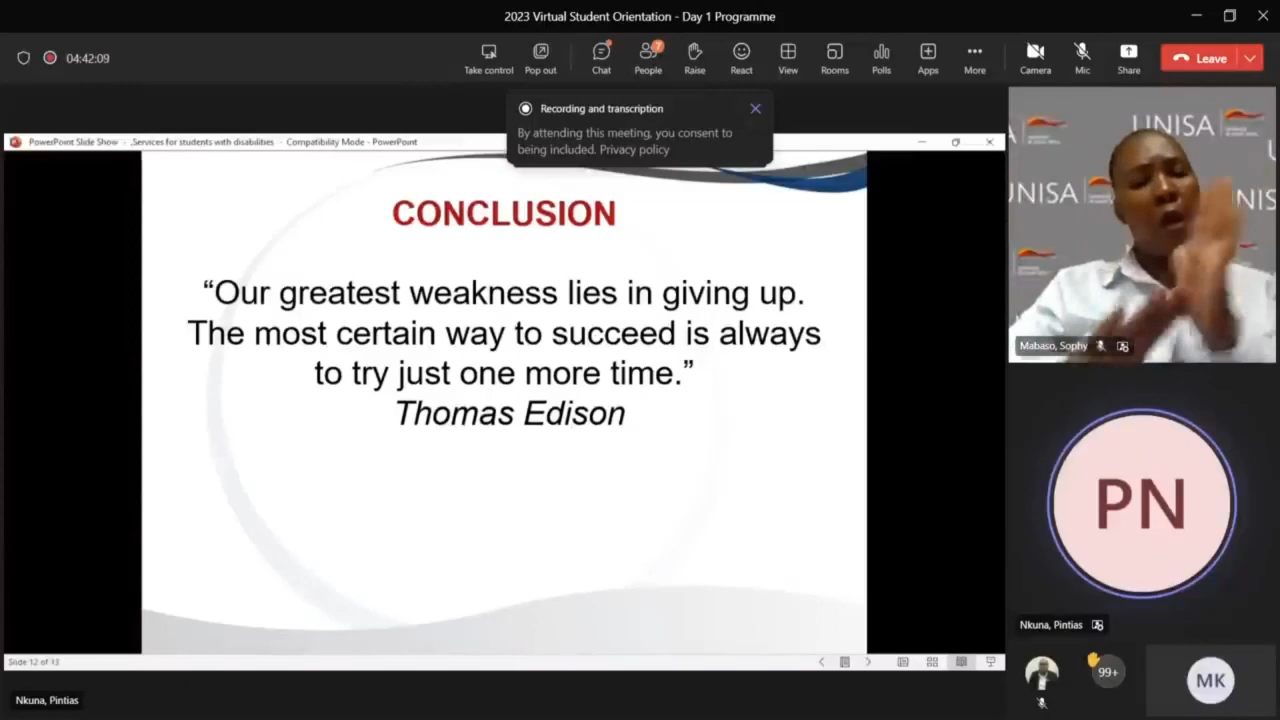 2023 Virtual Student Orientation - Day 1 Programme
04:42:09
Take control
Pop out
Chat
7
People
Raise
React
View
Rooms
Polls
Apps
More
Camera
Mic
Share
Leave
Recording and transcription
By attending this meeting, you consent to
being included. Privacy policy
PowerPoint Slide Show - .Services for students with disabilities - Compatibility Mode - PowerPoint
CONCLUSION
“Our greatest weakness lies in giving up.
The most certain way to succeed is always
to try just one more time.”
Thomas Edison
Slide 12 of 13
Nkuna, Pintias
UNISA
UNISA
NIS
Mabaso, Sophy
PN
Nkuna, Pintias
99+
MK